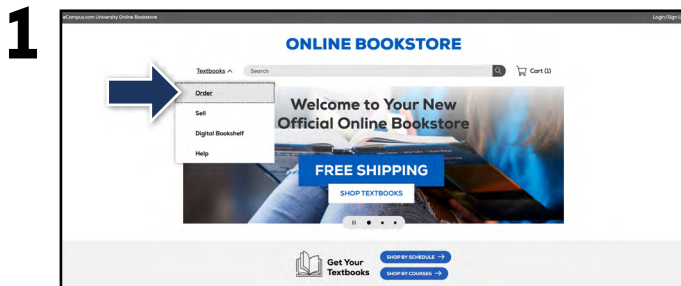 1
eCampus.com University Online Bookstore
Login/Sign U
ONLINE BOOKSTORE
Textbooks
Search
Cart (1)
Order
Sell
Digital Bookshelf
Help
Welcome to Your New
Official Online Bookstore
FREE SHIPPING
SHOP TEXTBOOKS
Get Your
Textbooks
SHOP BY SCHEDULE →
SHOP BY COURSES →